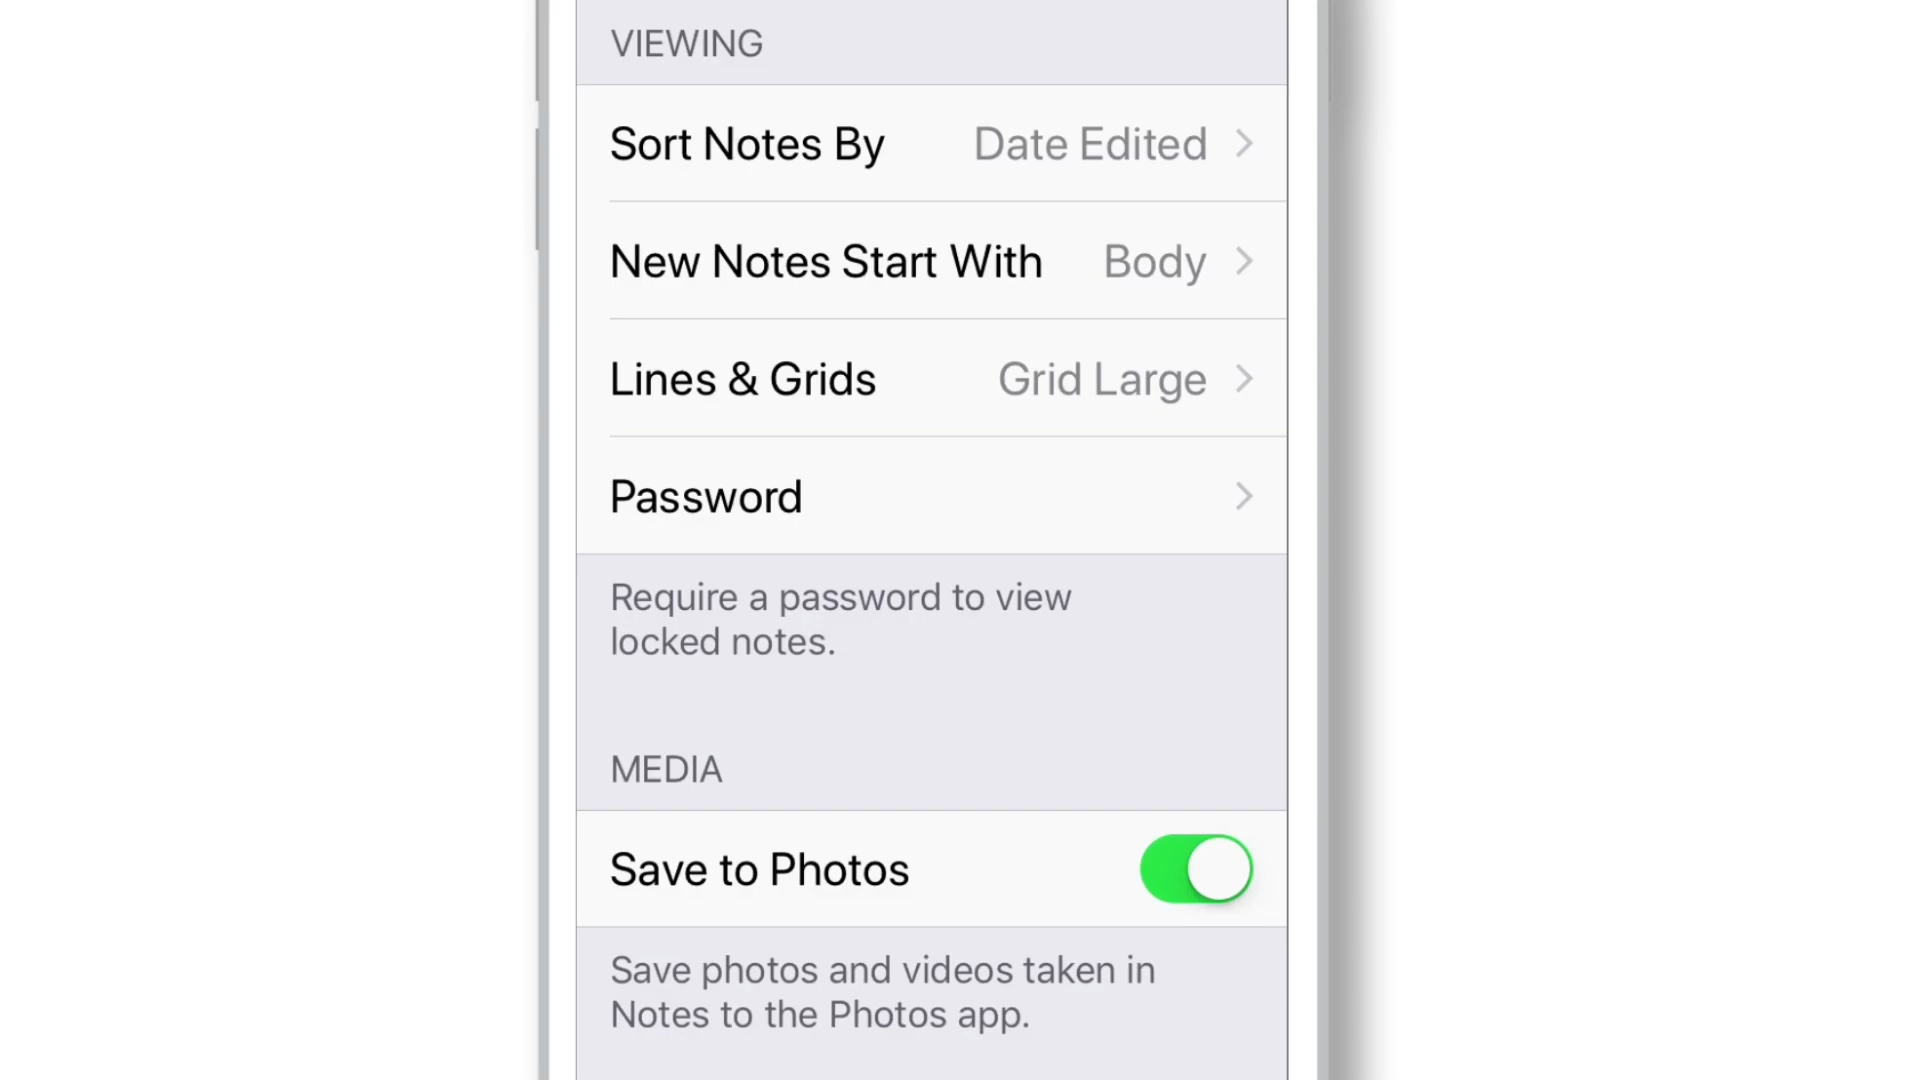 VIEWING
Sort Notes By Date Edited
New Notes Start With Body
Lines & Grids Grid Large
Password
Require a password to view
locked notes.
MEDIA
Save to Photos
Save photos and videos taken in
Notes to the Photos app.